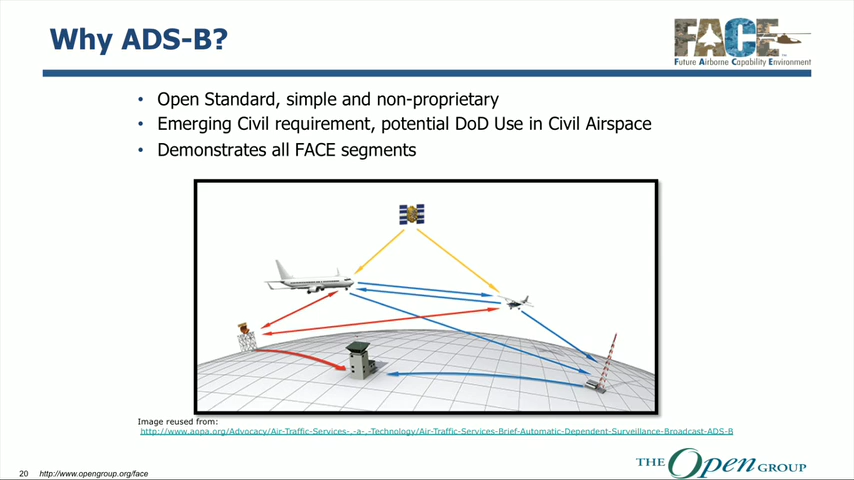 Why ADS-B?
FACE
Future Airborne Capability Environment
• Open Standard, simple and non-proprietary
• Emerging Civil requirement, potential DoD Use in Civil Airspace
• Demonstrates all FACE segments
Image reused from:
http://www.aopa.org/Advocacy/Air-Traffic-Services-,-a-,-Technology/Air-Traffic-Services-Brief-Automatic-Dependent-Surveillance-Broadcast-ADS-B
20 http://www.opengroup.org/face
THE Open GROUP